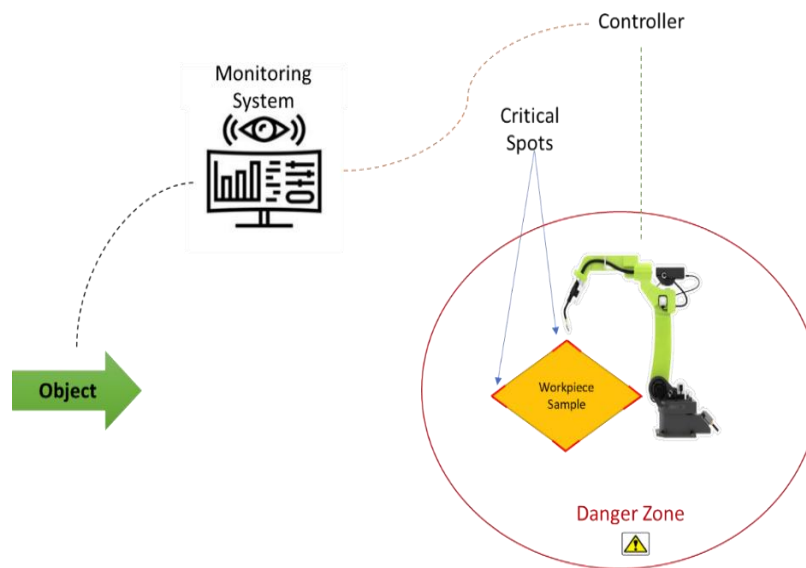 Controller
Monitoring
System
Critical
Spots
Object
Workpiece
Sample
Danger Zone